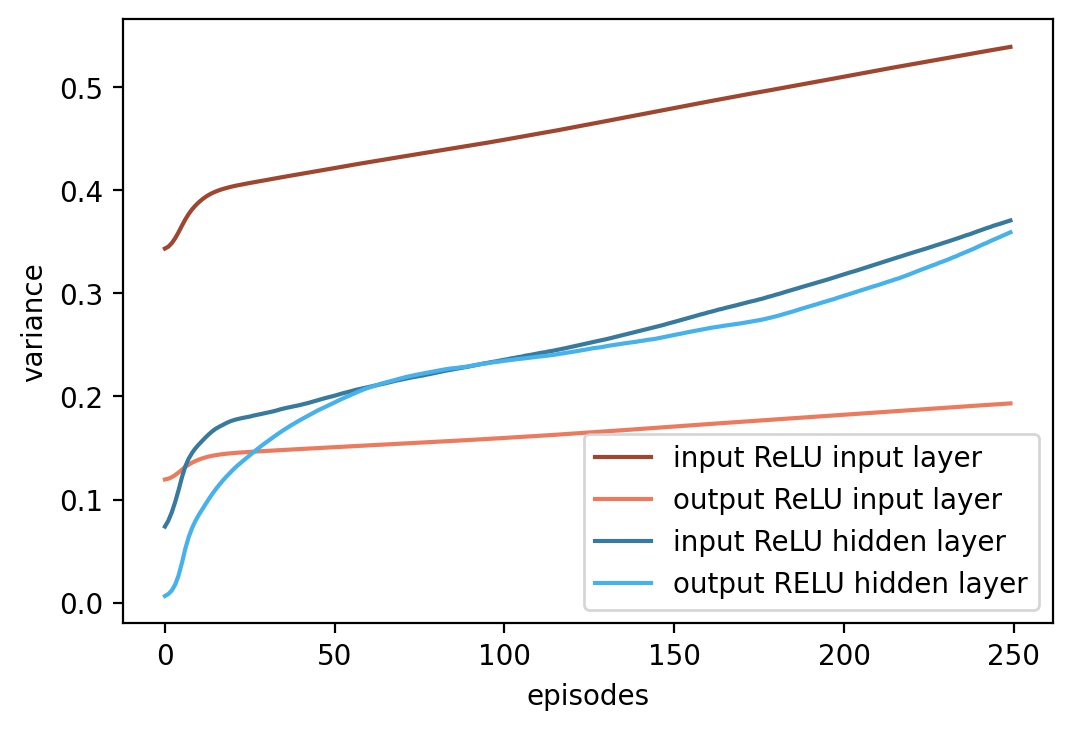 0.5
0.4
0.3
0.2
0.1
0.0
variance
0
50
100
150
200
250
episodes
input ReLU input layer
output ReLU input layer
input ReLU hidden layer
output RELU hidden layer